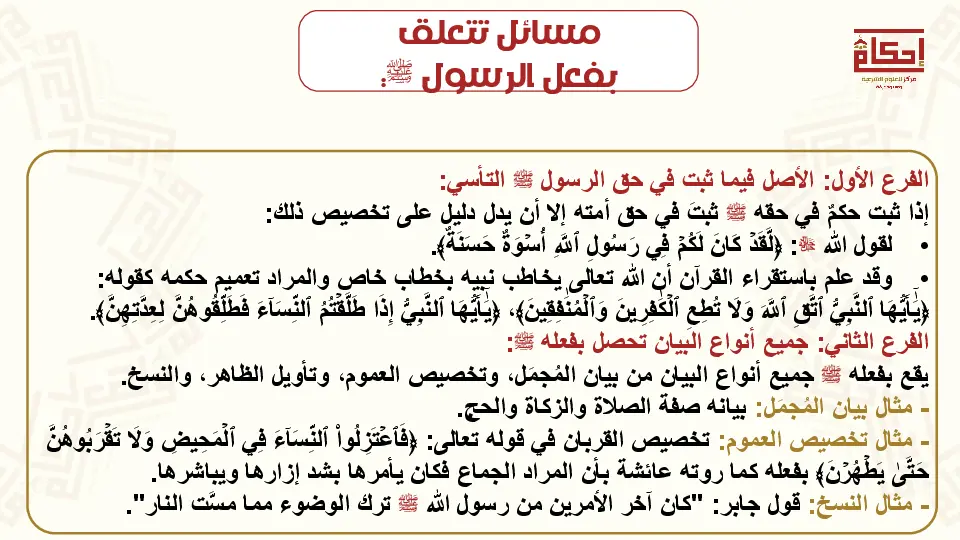 مسائل تتعلق
بفعل الرسول ﷺ:
إحكام
مركز للعلوم الشرعية
الفرع الأول: الأصل فيما ثبت في حق الرسول ﷺ التأسي:
إذا ثبت حكمٌ في حقه ﷺ ثبتَ في حق أمته إلا أن يدل دليل على تخصيص ذلك:
• لقول الله ﷻ: ﴿لَّقَدْ كَانَ لَكُمْ فِي رَسُولِ ٱللَّهِ أُسْوَةٌ حَسَنَةٌ﴾.
• وقد علم باستقراء القرآن أن الله تعالى يخاطب نبيه بخطاب خاص والمراد تعميم حكمه كقوله:
﴿يَٰٓأَيُّهَا ٱلنَّبِيُّ ٱتَّقِ ٱللَّهَ وَلَا تُطِعِ ٱلْكَٰفِرِينَ وَٱلْمُنَٰفِقِينَ﴾، ﴿يَٰٓأَيُّهَا ٱلنَّبِيُّ إِذَا طَلَّقْتُمُ ٱلنِّسَآءَ فَطَلِّقُوهُنَّ لِعِدَّتِهِنَّ﴾.
الفرع الثاني: جميع أنواع البيان تحصل بفعله ﷺ:
يقع بفعله ﷺ جميع أنواع البيان من بيان المُجمَل، وتخصيص العموم، وتأويل الظاهر، والنسخ.
- مثال بيان المُجمَل: بيانه صفة الصلاة والزكاة والحج.
- مثال تخصيص العموم: تخصيص القربان في قوله تعالى: ﴿فَٱعْتَزِلُوا۟ ٱلنِّسَآءَ فِي ٱلْمَحِيضِ وَلَا تَقْرَبُوهُنَّ
حَتَّىٰ يَطْهُرْنَ﴾ بفعله كما روته عائشة بأن المراد الجماع فكان يأمرها بشد إزارها ويباشرها.
- مثال النسخ: قول جابر: "كان آخر الأمرين من رسول الله ﷺ ترك الوضوء مما مسَّت النار".